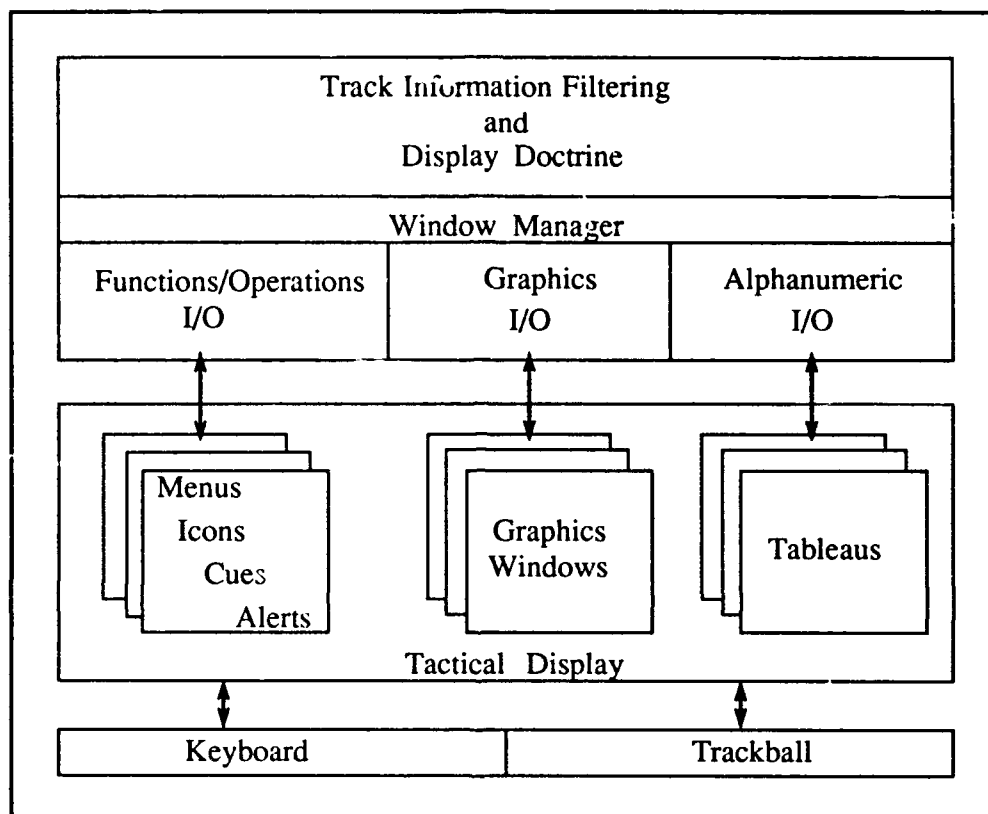 Track Information Filtering
and
Display Doctrine
Window Manager
Functions/Operations
I/O
Graphics
I/O
Alphanumeric
I/O
Menus
Icons
Cues
Alerts
Graphics
Windows
Tableaus
Tactical Display
Keyboard
Trackball